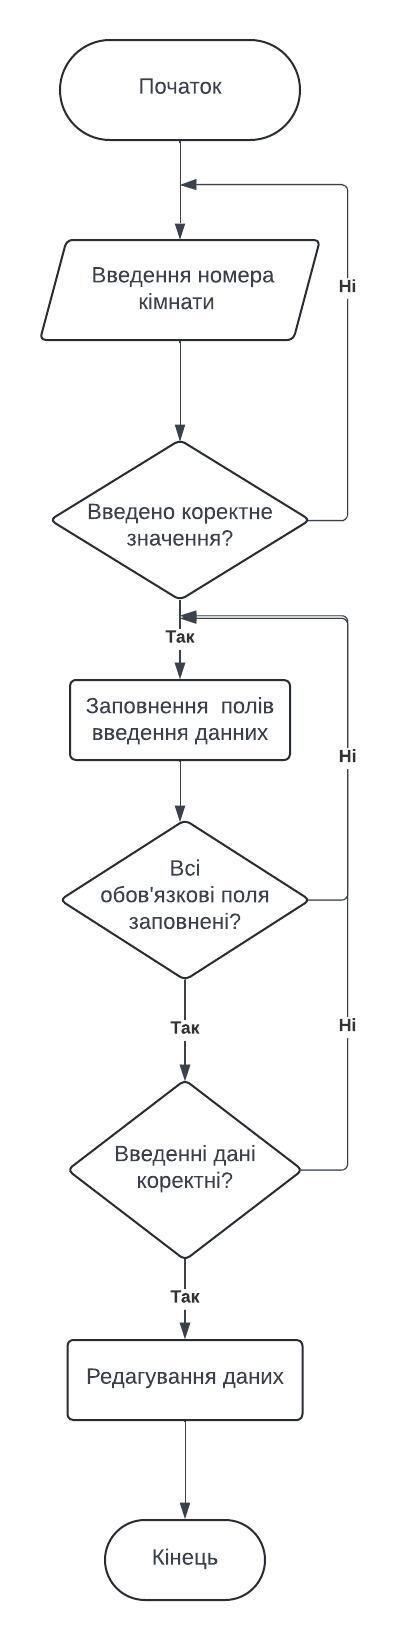 Початок
Введення номера
кімнати
Ні
Введено коректне
значення?
Так
Заповнення  полів
введення данних
Ні
Всі
обов'язкові поля
заповнені?
Так
Ні
Введенні дані
коректні?
Так
Редагування даних
Кінець